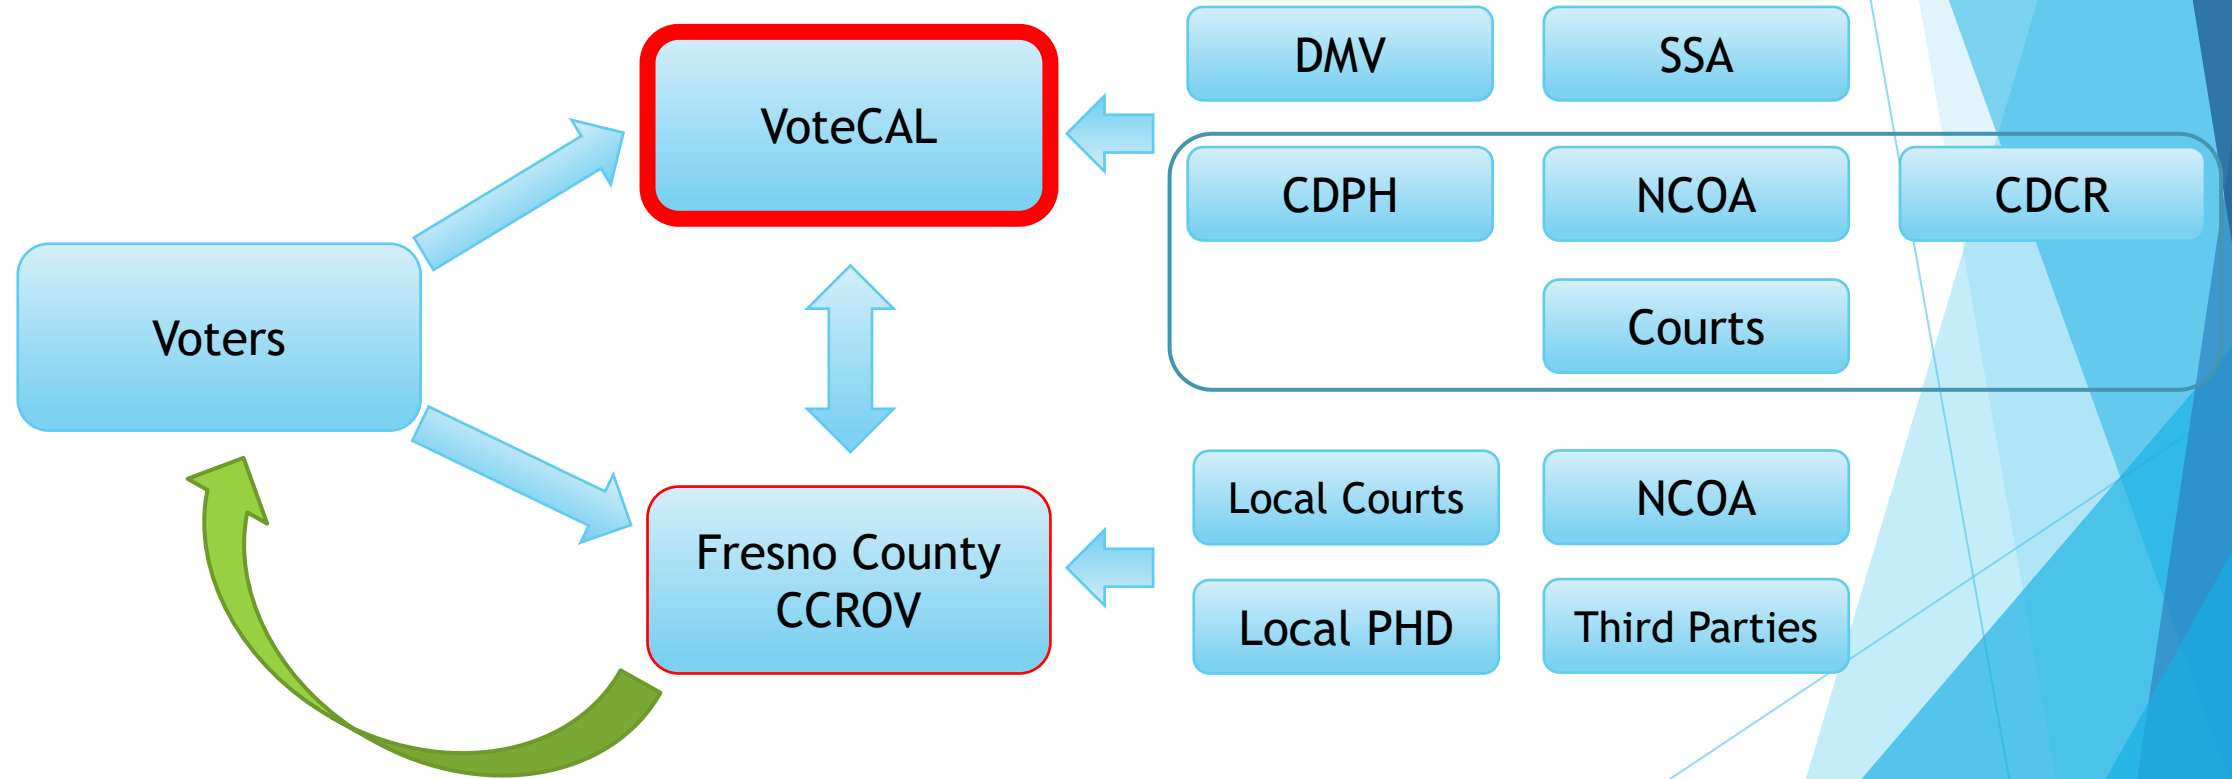 DMV
SSA
VoteCAL
CDPH
NCOA
CDCR
Courts
Voters
Local Courts
NCOA
Fresno County
CCROV
Local PHD
Third Parties